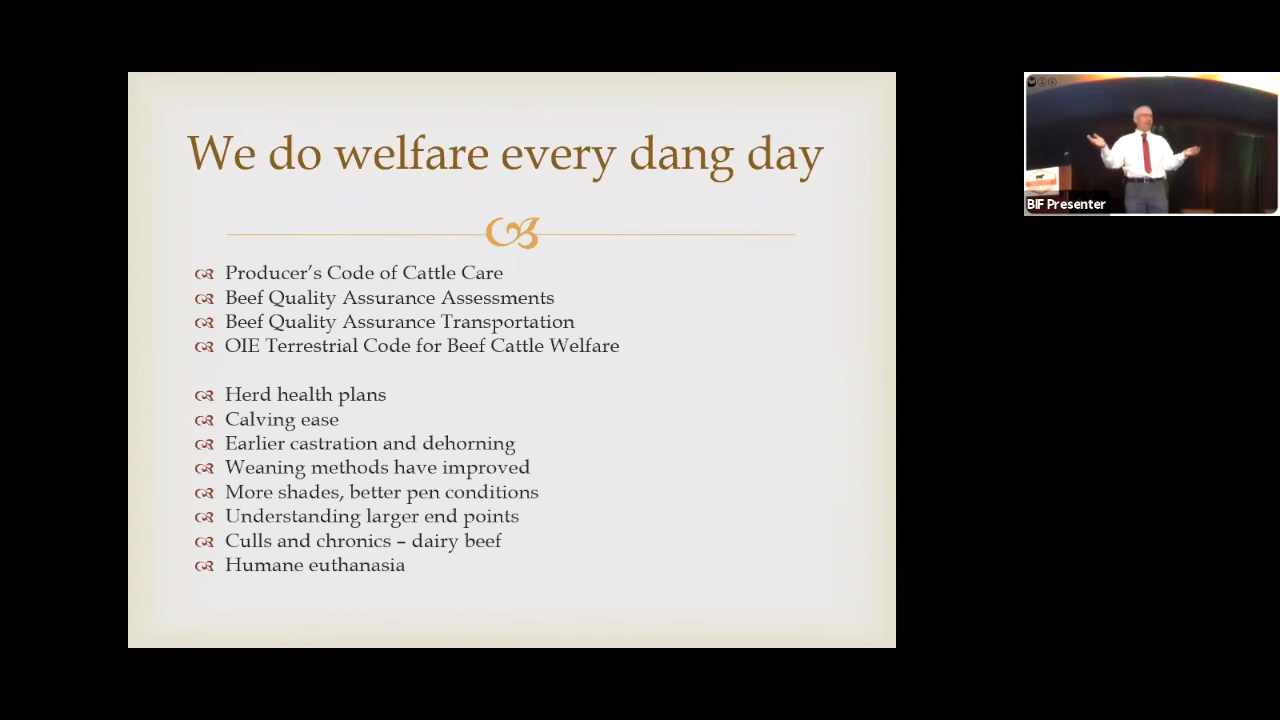 We do welfare every dang day
Producer's Code of Cattle Care
Beef Quality Assurance Assessments
Beef Quality Assurance Transportation
OIE Terrestrial Code for Beef Cattle Welfare
Herd health plans
Calving ease
Earlier castration and dehorning
Weaning methods have improved
More shades, better pen conditions
Understanding larger end points
Culls and chronics – dairy beef
Humane euthanasia
BIF Presenter